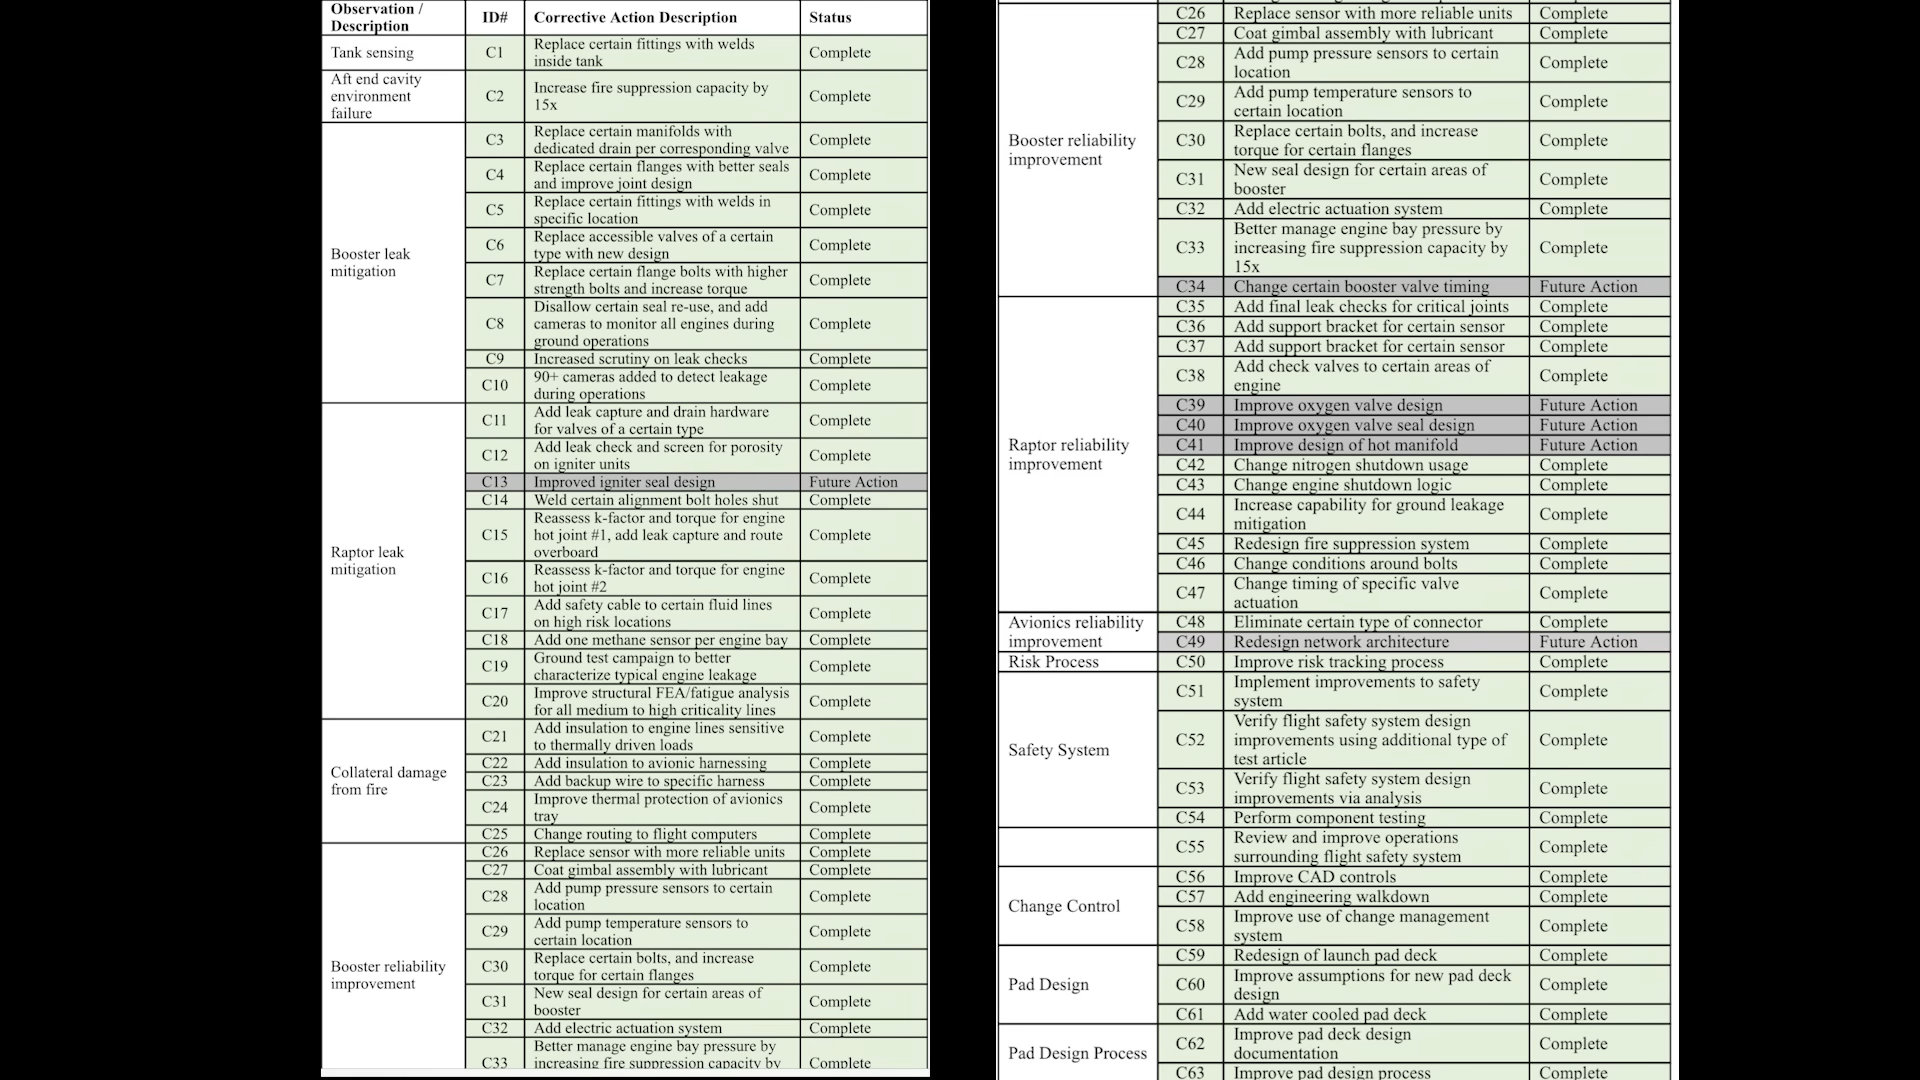 Observation / Description ID# Corrective Action Description Status
Tank sensing C1 Replace certain fittings with welds inside tank Complete
Aft end cavity environment failure C2 Increase fire suppression capacity by 15x Complete
Booster leak mitigation
C3 Replace certain manifolds with dedicated drain per corresponding valve Complete
C4 Replace certain flanges with better seals and improve joint design Complete
C5 Replace certain fittings with welds in specific location Complete
C6 Replace accessible valves of a certain type with new design Complete
C7 Replace certain flange bolts with higher strength bolts and increase torque Complete
C8 Disallow certain seal re-use, and add cameras to monitor all engines during ground operations Complete
C9 Increased scrutiny on leak checks Complete
C10 90+ cameras added to detect leakage during operations Complete
Raptor leak mitigation
C11 Add leak capture and drain hardware for valves of a certain type Complete
C12 Add leak check and screen for porosity on igniter units Complete
C13 Improved igniter seal design Future Action
C14 Weld certain alignment bolt holes shut Complete
C15 Reassess k-factor and torque for engine hot joint #1, add leak capture and route overboard Complete
C16 Reassess k-factor and torque for engine hot joint #2 Complete
C17 Add safety cable to certain fluid lines on high risk locations Complete
C18 Add one methane sensor per engine bay Complete
C19 Ground test campaign to better characterize typical engine leakage Complete
C20 Improve structural FEA/fatigue analysis for all medium to high criticality lines Complete
Collateral damage from fire
C21 Add insulation to engine lines sensitive to thermally driven loads Complete
C22 Add insulation to avionic harnessing Complete
C23 Add backup wire to specific harness Complete
C24 Improve thermal protection of avionics tray Complete
C25 Change routing to flight computers Complete
Booster reliability improvement
C26 Replace sensor with more reliable units Complete
C27 Coat gimbal assembly with lubricant Complete
C28 Add pump pressure sensors to certain location Complete
C29 Add pump temperature sensors to certain location Complete
C30 Replace certain bolts, and increase torque for certain flanges Complete
C31 New seal design for certain areas of booster Complete
C32 Add electric actuation system Complete
C33 Better manage engine bay pressure by increasing fire suppression capacity by Complete
Booster reliability improvement
C26 Replace sensor with more reliable units Complete
C27 Coat gimbal assembly with lubricant Complete
C28 Add pump pressure sensors to certain location Complete
C29 Add pump temperature sensors to certain location Complete
C30 Replace certain bolts, and increase torque for certain flanges Complete
C31 New seal design for certain areas of booster Complete
C32 Add electric actuation system Complete
C33 Better manage engine bay pressure by increasing fire suppression capacity by 15x Complete
C34 Change certain booster valve timing Future Action
Raptor reliability improvement
C35 Add final leak checks for critical joints Complete
C36 Add support bracket for certain sensor Complete
C37 Add support bracket for certain sensor Complete
C38 Add check valves to certain areas of engine Complete
C39 Improve oxygen valve design Future Action
C40 Improve oxygen valve seal design Future Action
C41 Improve design of hot manifold Future Action
C42 Change nitrogen shutdown usage Complete
C43 Change engine shutdown logic Complete
C44 Increase capability for ground leakage mitigation Complete
C45 Redesign fire suppression system Complete
C46 Change conditions around bolts Complete
C47 Change timing of specific valve actuation Complete
Avionics reliability improvement
C48 Eliminate certain type of connector Complete
C49 Redesign network architecture Future Action
Risk Process C50 Improve risk tracking process Complete
Safety System
C51 Implement improvements to safety system Complete
C52 Verify flight safety system design improvements using additional type of test article Complete
C53 Verify flight safety system design improvements via analysis Complete
C54 Perform component testing Complete
C55 Review and improve operations surrounding flight safety system Complete
Change Control
C56 Improve CAD controls Complete
C57 Add engineering walkdown Complete
C58 Improve use of change management system Complete
Pad Design
C59 Redesign of launch pad deck Complete
C60 Improve assumptions for new pad deck design Complete
C61 Add water cooled pad deck Complete
Pad Design Process
C62 Improve pad deck design documentation Complete
C63 Improve pad design process Complete